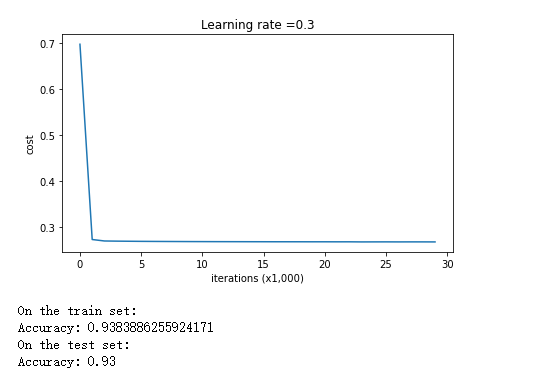 Learning rate =0.3
0.7
0.6
0.5
0.4
0.3
cost
0 5 10 15 20 25 30
iterations (x1,000)
On the train set:
Accuracy: 0.9383886255924171
On the test set:
Accuracy: 0.93